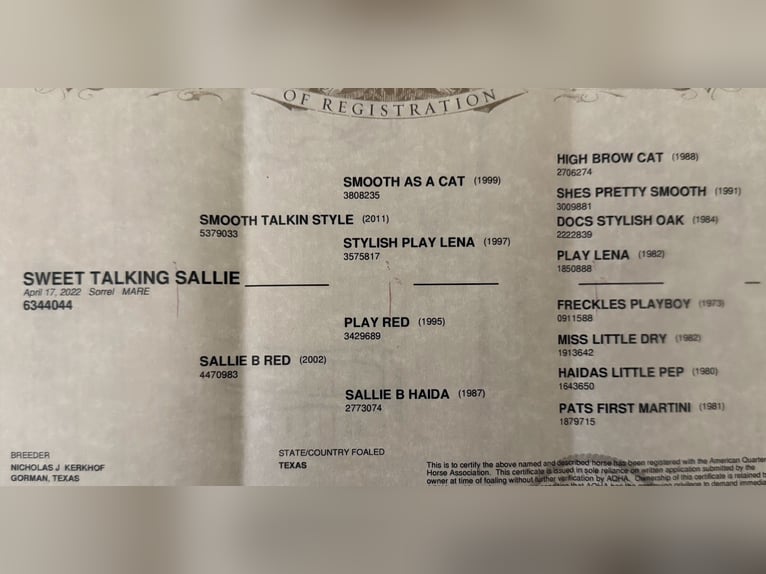 OF REGISTRATION
HIGH BROW CAT (1988)
2706274
SMOOTH AS A CAT (1999)
3808235
SHES PRETTY SMOOTH (1991)
3009881
SMOOTH TALKIN STYLE (2011)
5379033
DOCS STYLISH OAK (1984)
2222839
STYLISH PLAY LENA (1997)
3575817
PLAY LENA (1982)
1850888
SWEET TALKING SALLIE
April 17, 2022 Sorrel MARE
6344044
FRECKLES PLAYBOY (1973)
0911588
PLAY RED (1995)
3429689
MISS LITTLE DRY (1982)
1913642
SALLIE B RED (2002)
4470983
HAIDAS LITTLE PEP (1980)
1643650
SALLIE B HAIDA (1987)
2773074
PATS FIRST MARTINI (1981)
1879715
BREEDER
NICHOLAS J KERKHOF
GORMAN, TEXAS
STATE/COUNTRY FOALED
TEXAS
This is to certify the above named and described horse has been registered with the American Quarter
Horse Association. This certificate is issued in sole reliance on written application submitted by the
owner at time of foaling without further verification by AQHA. Ownership of this certificate is retained